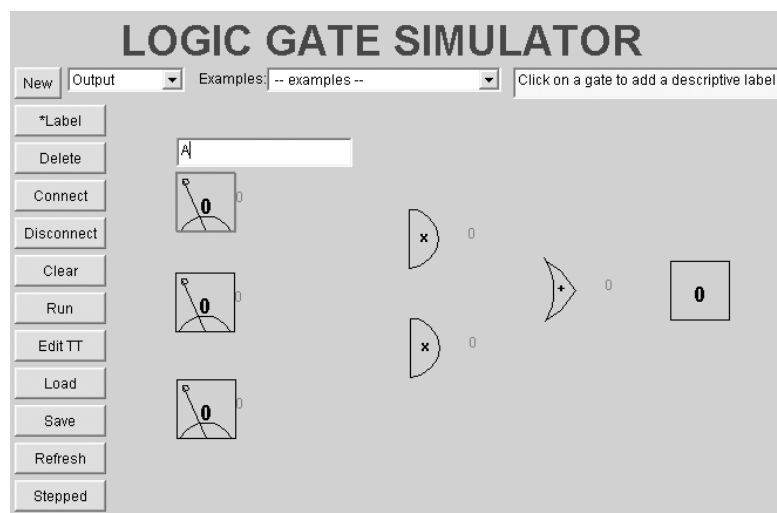 LOGIC GATE SIMULATOR
New Output Examples: -- examples -- Click on a gate to add a descriptive label
*Label
Delete
A
Connect
0 0
Disconnect
x 0
Clear
0 0
+ 0
0
Run
Edit TT
x 0
Load
0 0
Save
Refresh
Stepped